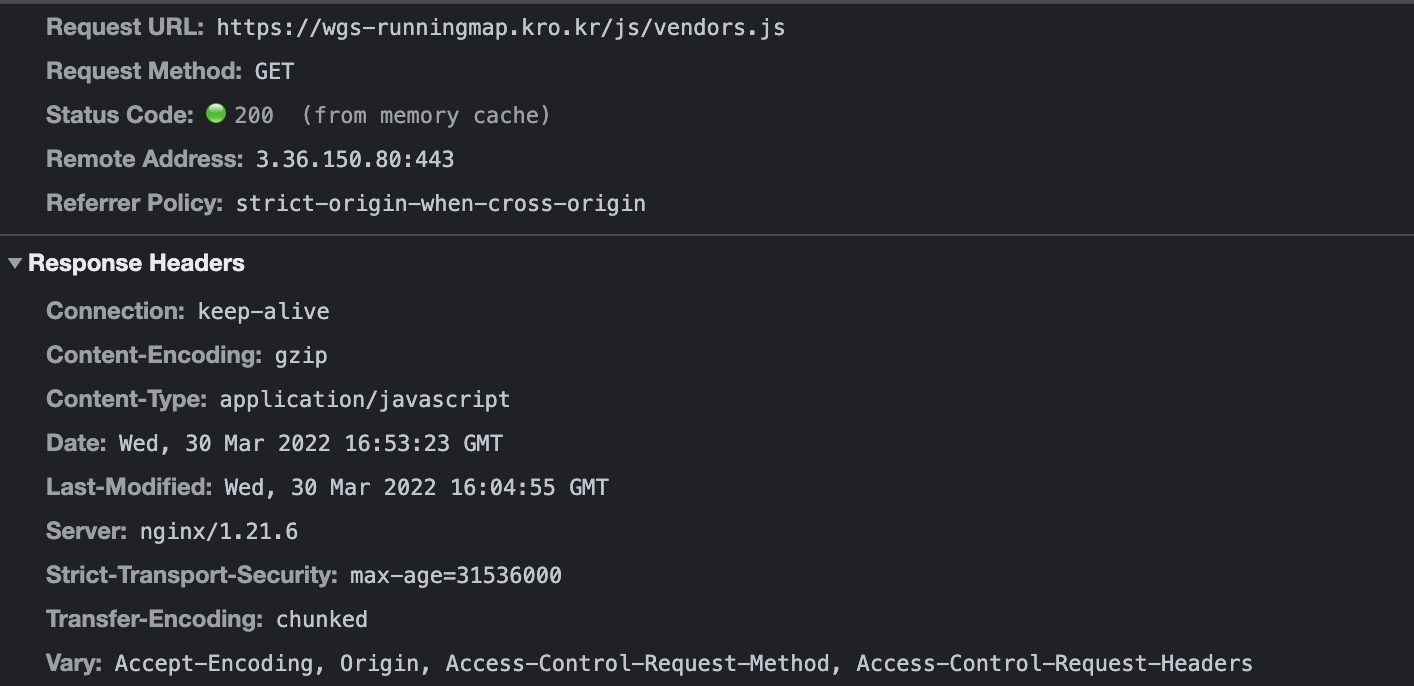 Request URL: https://wgs-runningmap.kro.kr/js/vendors.js
Request Method: GET
Status Code: 200 (from memory cache)
Remote Address: 3.36.150.80:443
Referrer Policy: strict-origin-when-cross-origin
Response Headers
Connection: keep-alive
Content-Encoding: gzip
Content-Type: application/javascript
Date: Wed, 30 Mar 2022 16:53:23 GMT
Last-Modified: Wed, 30 Mar 2022 16:04:55 GMT
Server: nginx/1.21.6
Strict-Transport-Security: max-age=31536000
Transfer-Encoding: chunked
Vary: Accept-Encoding, Origin, Access-Control-Request-Method, Access-Control-Request-Headers